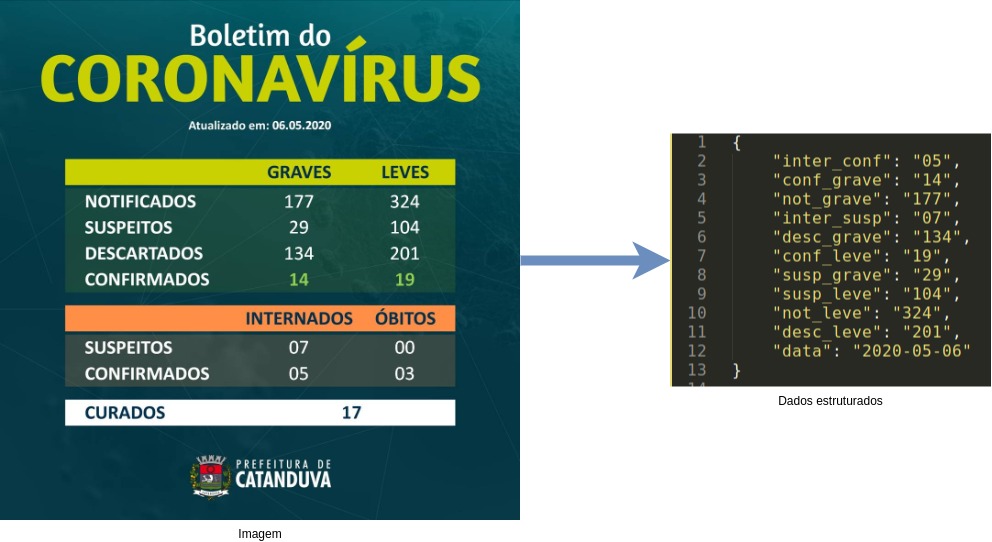 Boletim do
CORONAVÍRUS
Atualizado em: 06.05.2020
GRAVES LEVES
NOTIFICADOS 177 324
SUSPEITOS 29 104
DESCARTADOS 134 201
CONFIRMADOS 14 19
INTERNADOS ÓBITOS
SUSPEITOS 07 00
CONFIRMADOS 05 03
CURADOS 17
PREFEITURA DE
CATANDUVA
Imagem
1 {
2 "inter_conf": "05",
3 "conf_grave": "14",
4 "not_grave": "177",
5 "inter_susp": "07",
6 "desc_grave": "134",
7 "conf_leve": "19",
8 "susp_grave": "29",
9 "susp_leve": "104",
10 "not_leve": "324",
11 "desc_leve": "201",
12 "data": "2020-05-06"
13 }
Dados estruturados